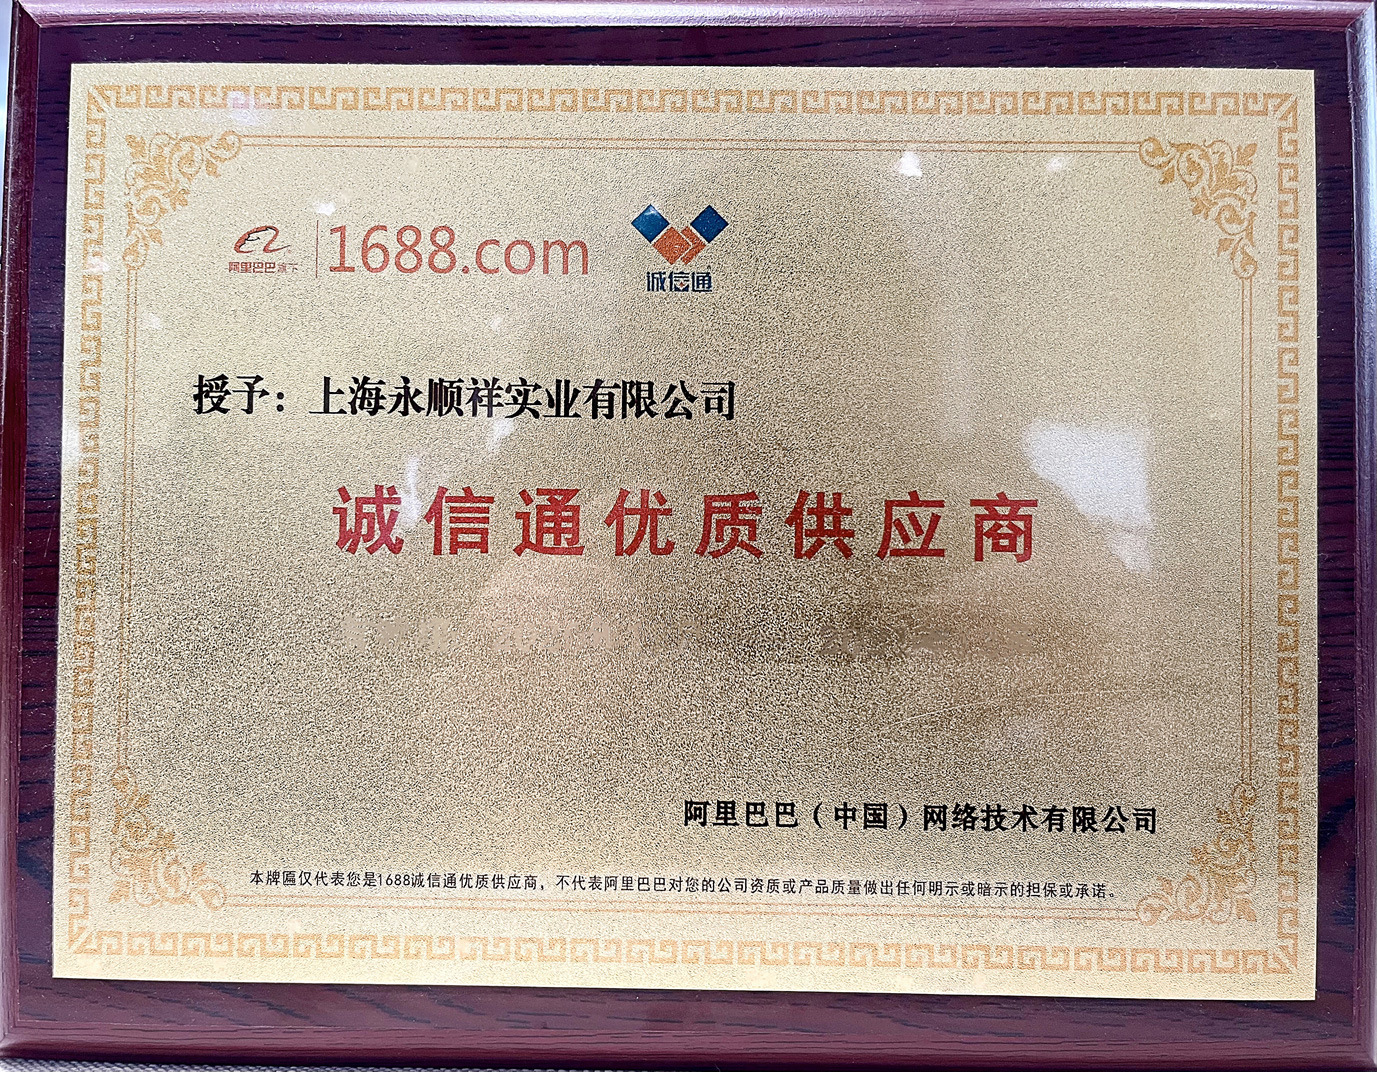 阿里巴巴旗下
1688.com
诚信通
授予：上海永顺祥实业有限公司
诚信通优质供应商
阿里巴巴（中国）网络技术有限公司
本牌匾仅代表您是1688诚信通优质供应商，不代表阿里巴巴对您的公司资质或产品质量做出任何明示或暗示的担保或承诺。